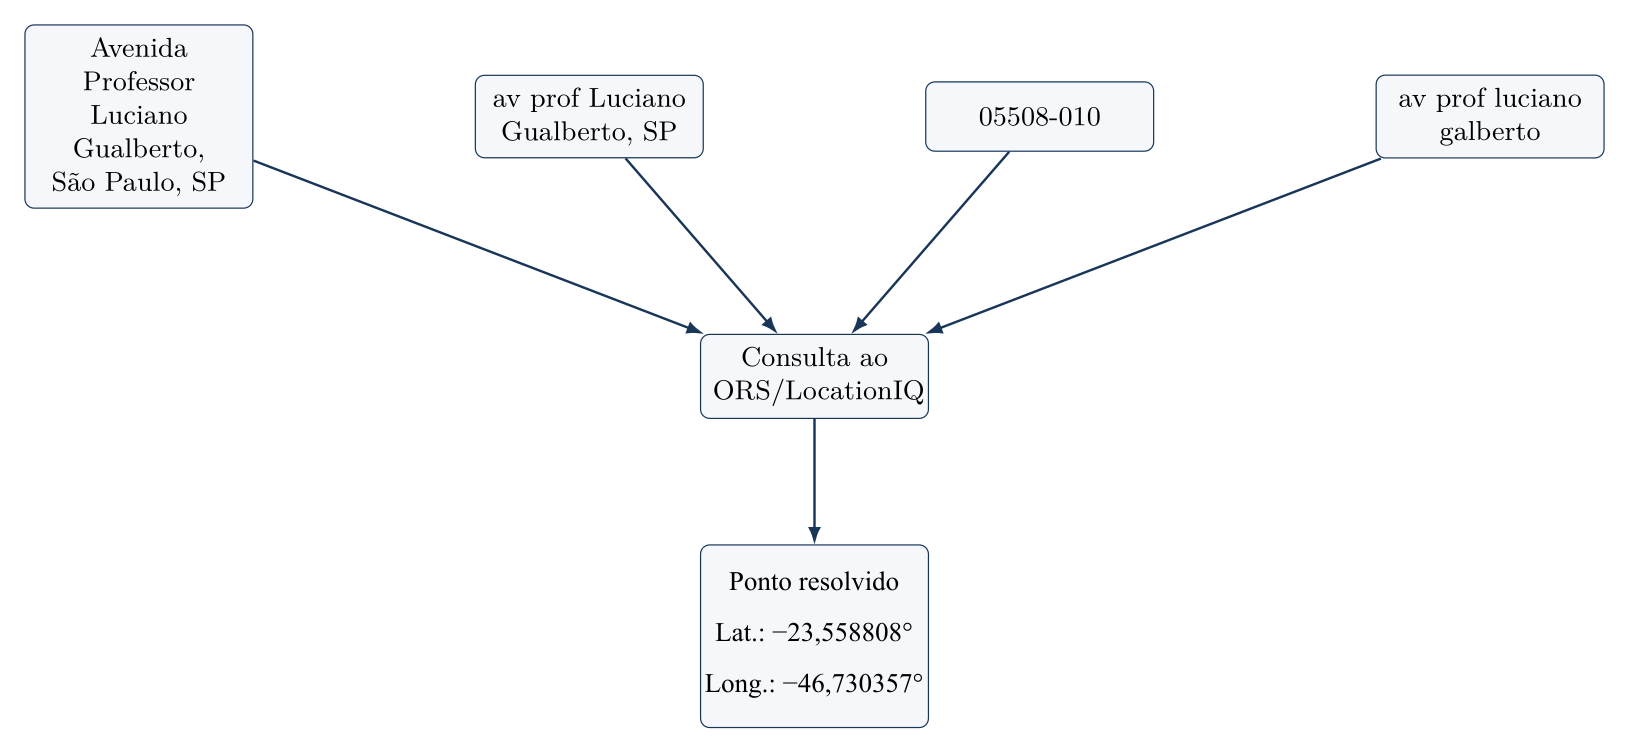 Avenida
Professor
Luciano
Gualberto,
São Paulo, SP
av prof Luciano
Gualberto, SP
05508-010
av prof luciano
galberto
Consulta ao
ORS/LocationIQ
Ponto resolvido
Lat.: −23,558808°
Long.: −46,730357°